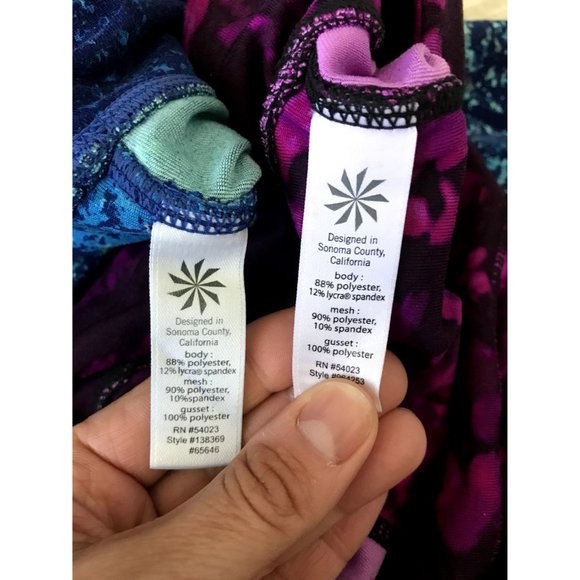 Designed in
Sonoma County,
California
body :
88% polyester,
12% lycra® spandex
mesh :
90% polyester,
10%spandex
gusset :
100% polyester
RN #54023
Style #138369
#65646
Designed in
Sonoma County,
California
body :
88% polyester,
12% lycra® spandex
mesh :
90% polyester,
10% spandex
gusset :
100% polyester
RN #54023
Style